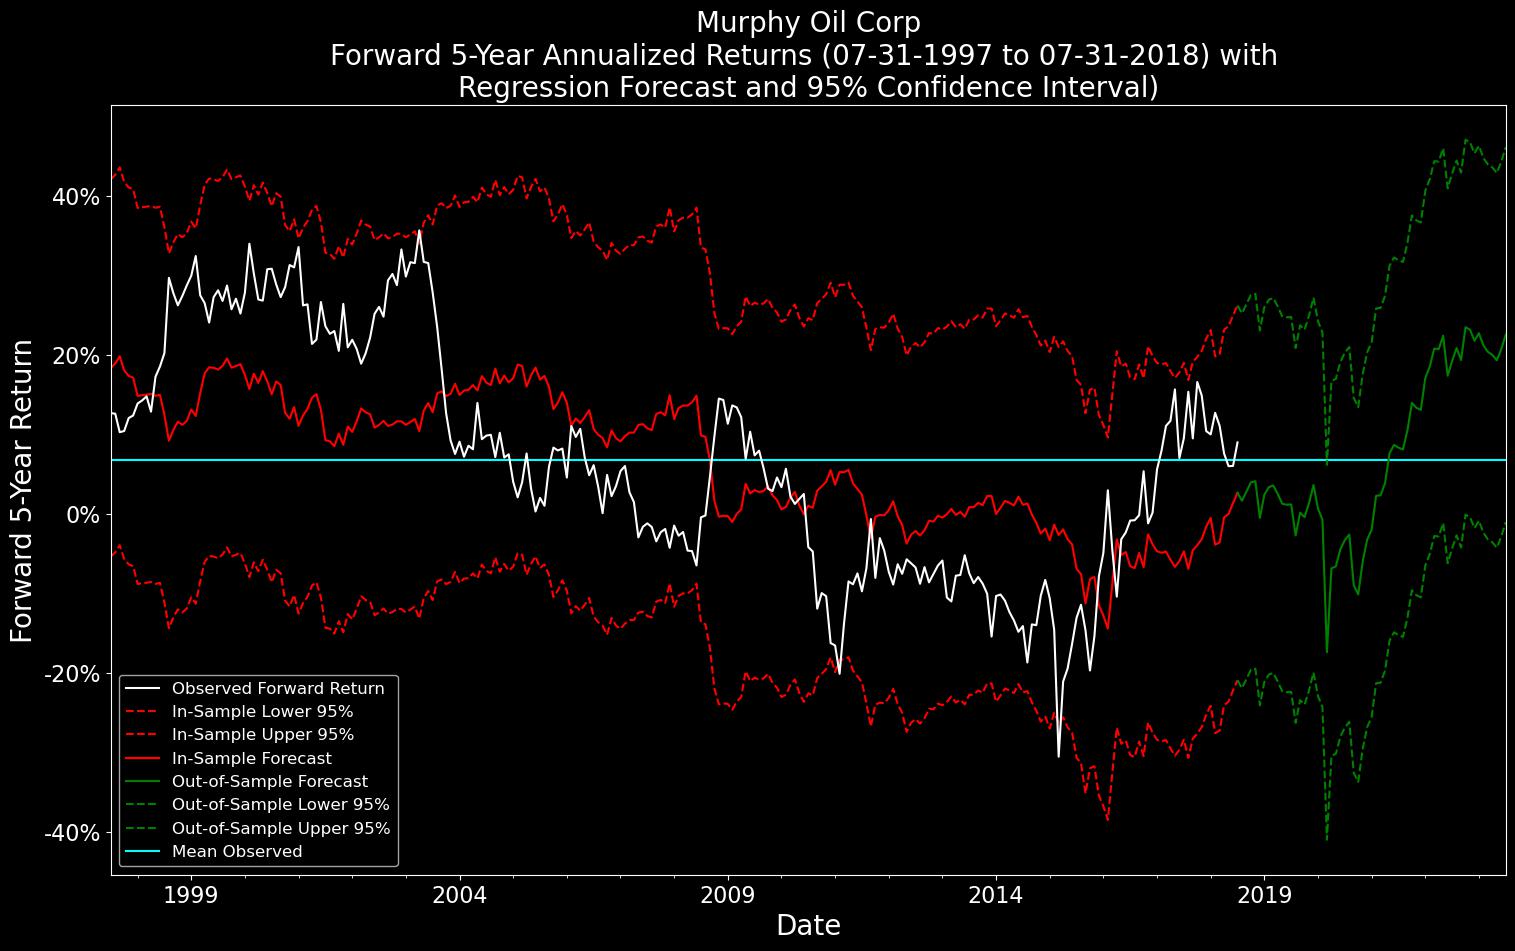 Murphy Oil Corp
Forward 5-Year Annualized Returns (07-31-1997 to 07-31-2018) with
Regression Forecast and 95% Confidence Interval)
Forward 5-Year Return
40%
20%
0%
-20%
-40%
Observed Forward Return
In-Sample Lower 95%
In-Sample Upper 95%
In-Sample Forecast
Out-of-Sample Forecast
Out-of-Sample Lower 95%
Out-of-Sample Upper 95%
Mean Observed
1999 2004 2009 2014 2019
Date